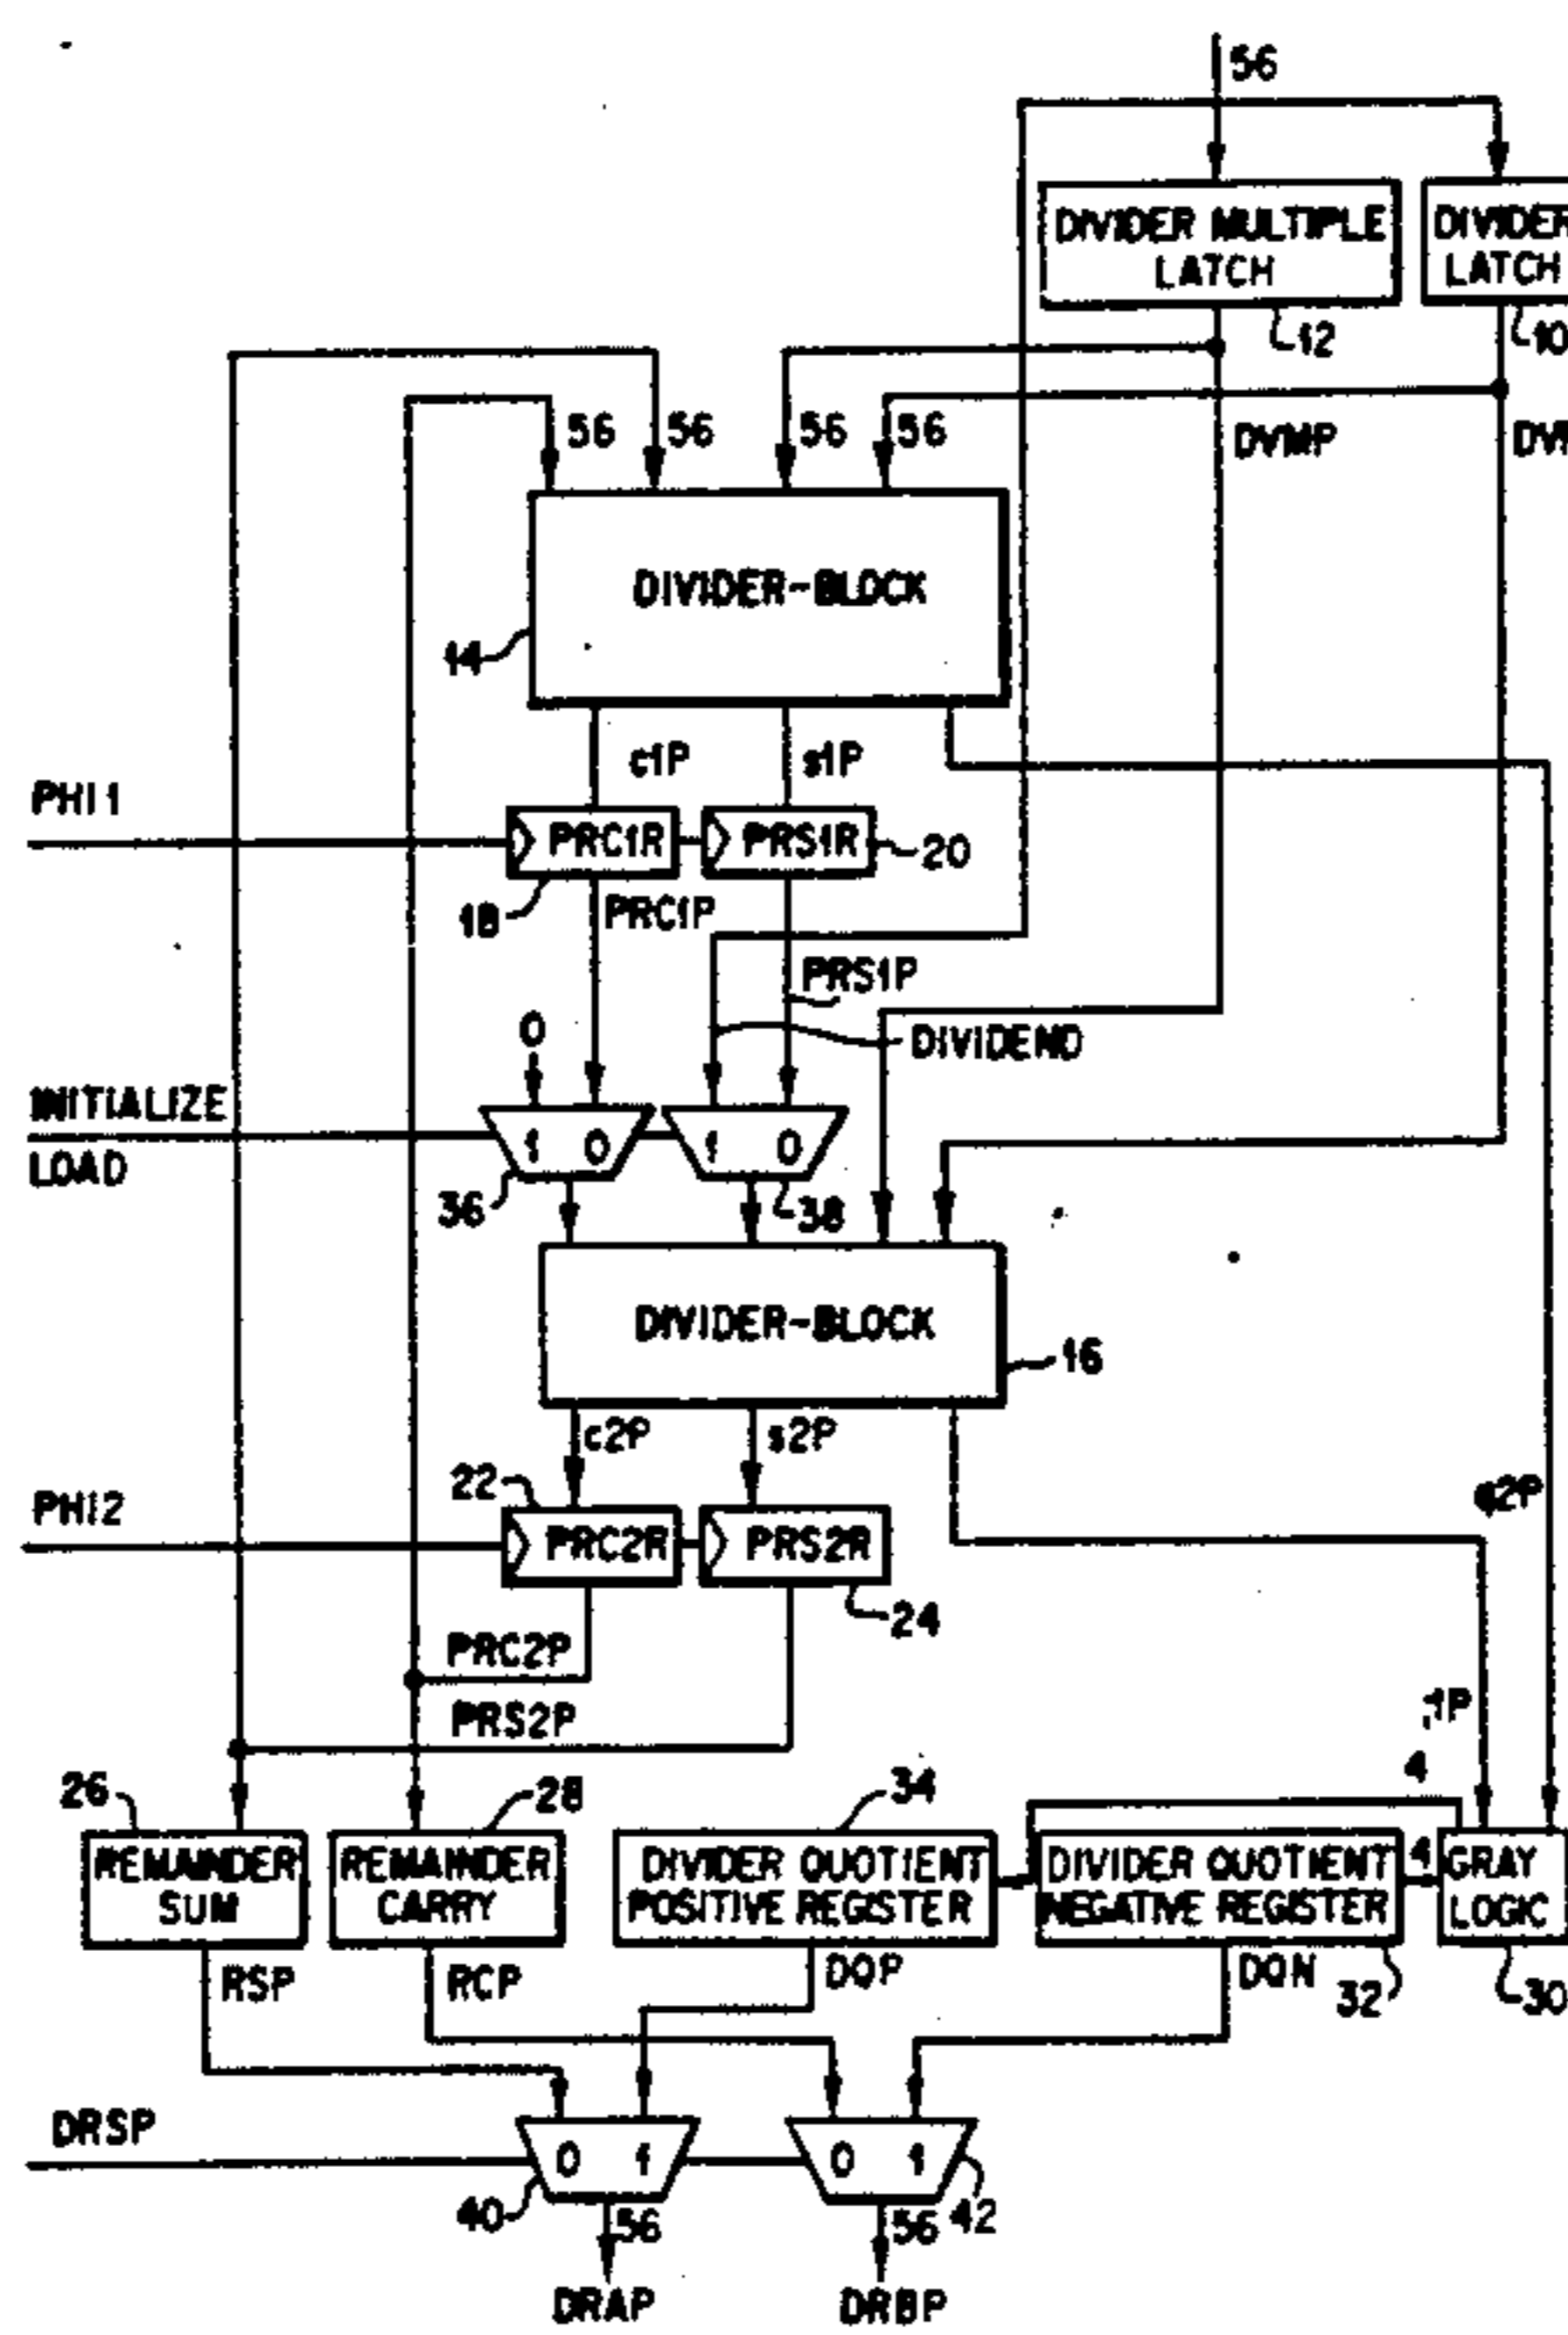 56
DIVIDER MULTIPLE
LATCH
DIVIDER
LATCH
12
10
56
56
56
56
DVMP
DIVIDER-BLOCK
14
c1P
s1P
PHI1
PRC1R
PRS1R
20
18
PRC1P
PRS1P
0
DIVIDEND
INITIALIZE
LOAD
1 0
1 0
36
38
DIVIDER-BLOCK
16
c2P
s2P
22
q2P
PHI2
PRC2R
PRS2R
24
PRC2P
1P
PRS2P
4
26
28
34
REMAINDER
SUM
REMAINDER
CARRY
DIVIDER QUOTIENT
POSITIVE REGISTER
DIVIDER QUOTIENT
NEGATIVE REGISTER
4
GRAY
LOGIC
RSP
RCP
DQP
DQN
32
30
DRSP
0 1
0 1
40
56
56
42
DRAP
DRBP